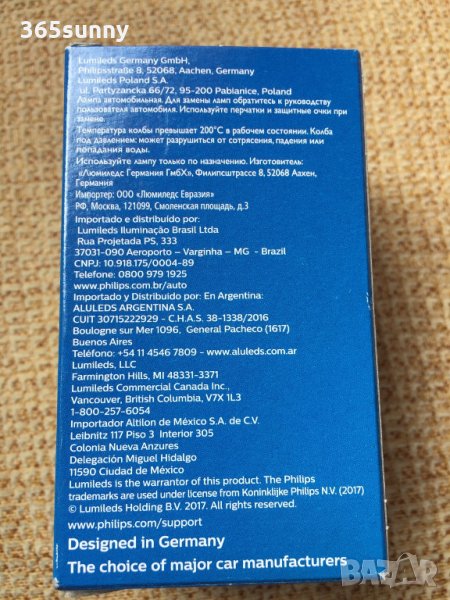 365sunny
Lumileds Germany GmbH,
Philipsstraße 8, 52068, Aachen, Germany
Lumileds Poland S.A.
ul. Partyzancka 66/72, 95-200 Pabianice, Poland
Лампа автомобильная. Для замены ламп обратитесь к руководству
пользователя автомобиля. Используйте перчатки и защитные очки при
замене.
Температура колбы превышает 200°С в рабочем состоянии. Колба
под давлением: может разрушиться от сотрясения, падения или
попадания воды.
Используйте лампу только по назначению. Изготовитель:
«Люмиледс Германия ГмбХ», Филипсштрассе 8, 52068 Аахен,
Германия
Импортер: ООО «Люмиледс Евразия»
РФ, Москва, 121099, Смоленская площадь, д.3
Importado e distribuído por:
Lumileds Iluminação Brasil Ltda
Rua Projetada PS, 333
37031-090 Aeroporto - Varginha – MG - Brazil
CNPJ: 10.918.175/0004-89
Telefone: 0800 979 1925
www.philips.com.br/auto
Importado y Distribuido por: En Argentina:
ALULEDS ARGENTINA S.A.
CUIT 30715222929 - C.H.A.S. 38-1338/2016
Boulogne sur Mer 1096, General Pacheco (1617)
Buenos Aires
Teléfono: +54 11 4546 7809 - www.aluleds.com.ar
Lumileds, LLC
Farmington Hills, MI 48331-3371
Lumileds Commercial Canada Inc.,
Vancouver, British Columbia, V7X 1L3
1-800-257-6054
Importador Altilon de México S.A. de C.V.
Leibnitz 117 Piso 3 Interior 305
Colonia Nueva Anzures
Delegación Miguel Hidalgo
11590 Ciudad de México
Lumileds is the warrantor of this product. The Philips
trademarks are used under license from Koninklijke Philips N.V. (2017)
© Lumileds Holding B.V. 2017. All rights reserved.
www.philips.com/support
Designed in Germany
The choice of major car manufacturers
BAZAR